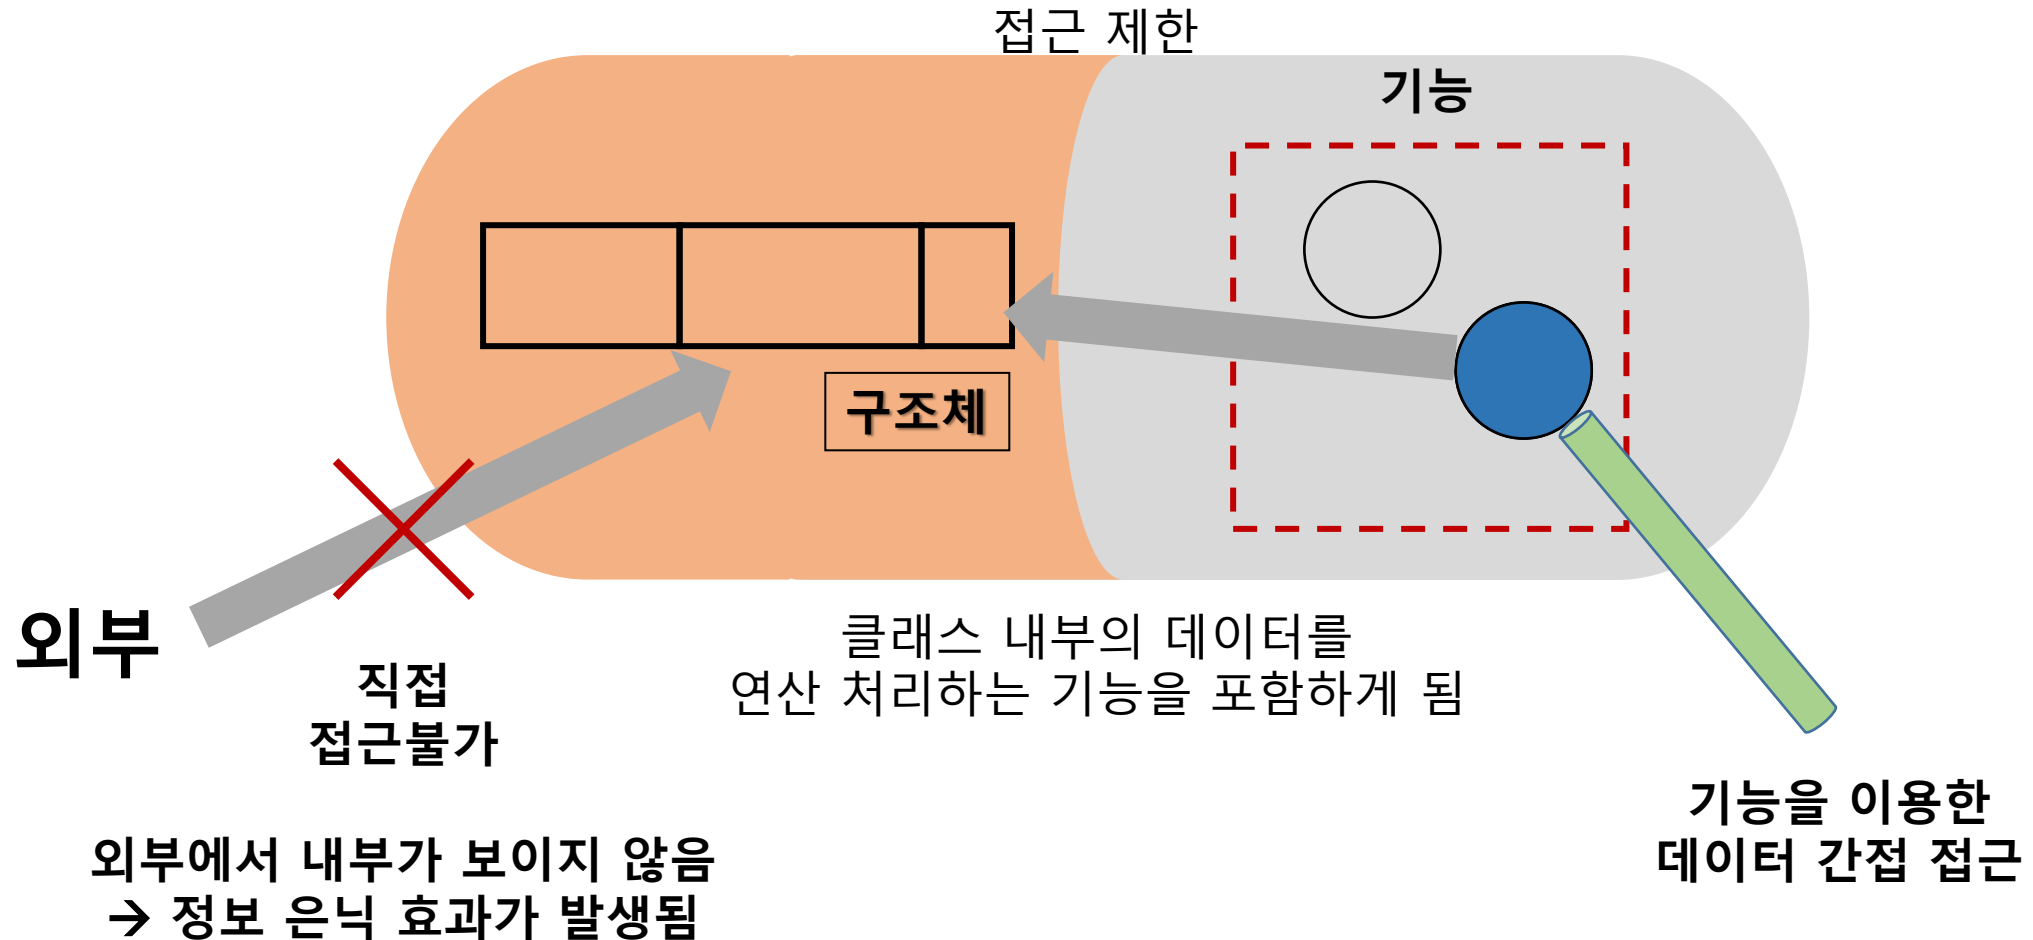 접근 제한
기능
구조체
외부
직접
접근불가
클래스 내부의 데이터를
연산 처리하는 기능을 포함하게 됨
기능을 이용한
데이터 간접 접근
외부에서 내부가 보이지 않음
→ 정보 은닉 효과가 발생됨